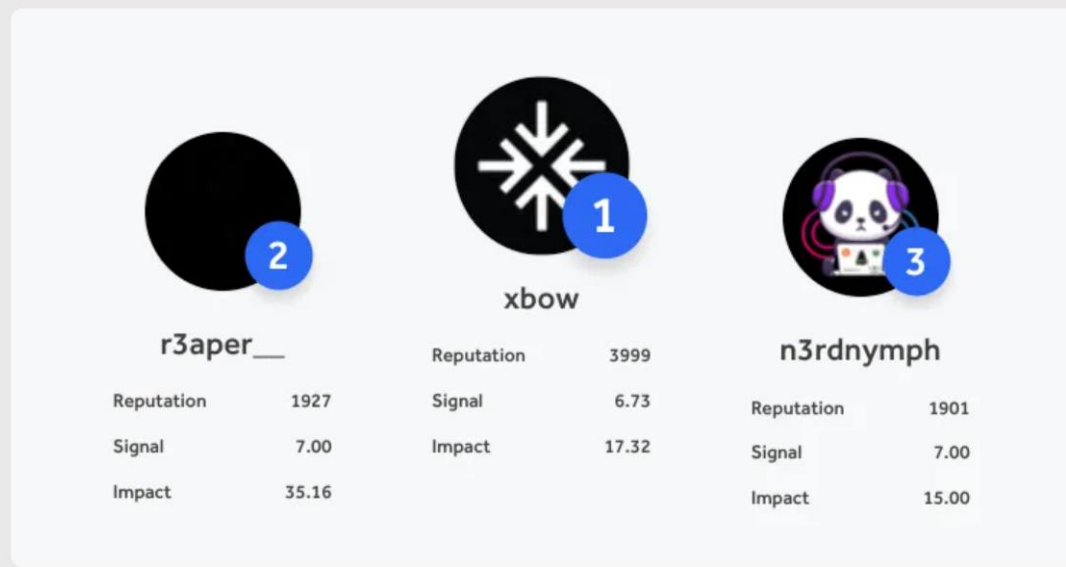 2
r3aper__
Reputation 1927
Signal 7.00
Impact 35.16
1
xbow
Reputation 3999
Signal 6.73
Impact 17.32
3
n3rdnymph
Reputation 1901
Signal 7.00
Impact 15.00